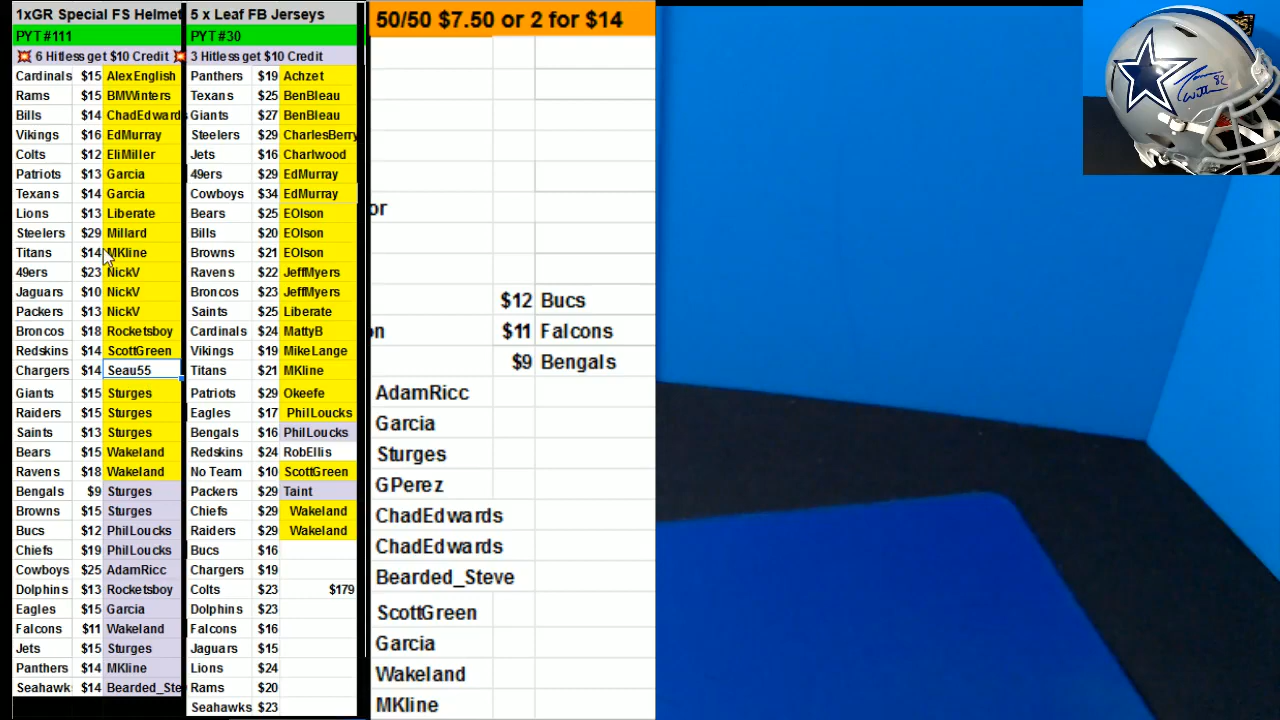 1xGR Special FS Helmet
PYT #111
6 Hitless get $10 Credit
Cardinals $15 AlexEnglish
Rams $15 BMWinters
Bills $14 ChadEdwards
Vikings $16 EdMurray
Colts $12 EliMiller
Patriots $13 Garcia
Texans $14 Garcia
Lions $13 Liberate
Steelers $29 Millard
Titans $14 MKline
49ers $23 NickV
Jaguars $10 NickV
Packers $13 NickV
Broncos $18 Rocketsboy
Redskins $14 ScottGreen
Chargers $14 Seau55
Giants $15 Sturges
Raiders $15 Sturges
Saints $13 Sturges
Bears $15 Wakeland
Ravens $18 Wakeland
Bengals $9 Sturges
Browns $15 Sturges
Bucs $12 PhilLoucks
Chiefs $19 PhilLoucks
Cowboys $25 AdamRicc
Dolphins $13 Rocketsboy
Eagles $15 Garcia
Falcons $11 Wakeland
Jets $15 Sturges
Panthers $14 MKline
Seahawk $14 Bearded_Ste
5 x Leaf FB Jerseys
PYT #30
3 Hitless get $10 Credit
Panthers $19 Achzet
Texans $25 BenBleau
Giants $27 BenBleau
Steelers $29 CharlesBerry
Jets $16 Charlwood
49ers $29 EdMurray
Cowboys $34 EdMurray
Bears $25 EOlson
Bills $20 EOlson
Browns $21 EOlson
Ravens $22 JeffMyers
Broncos $23 JeffMyers
Saints $25 Liberate
Cardinals $24 MattyB
Vikings $19 MikeLange
Titans $21 MKline
Patriots $29 Okeefe
Eagles $17 PhilLoucks
Bengals $16 PhilLoucks
Redskins $24 RobEllis
No Team $10 ScottGreen
Packers $29 Taint
Chiefs $29 Wakeland
Raiders $29 Wakeland
Bucs $16
Chargers $19
Colts $23 $179
Dolphins $23
Falcons $16
Jaguars $15
Lions $24
Rams $20
Seahawks $23
50/50 $7.50 or 2 for $14
or
$12 Bucs
on $11 Falcons
$9 Bengals
AdamRicc
Garcia
Sturges
GPerez
ChadEdwards
ChadEdwards
Bearded_Steve
ScottGreen
Garcia
Wakeland
MKline